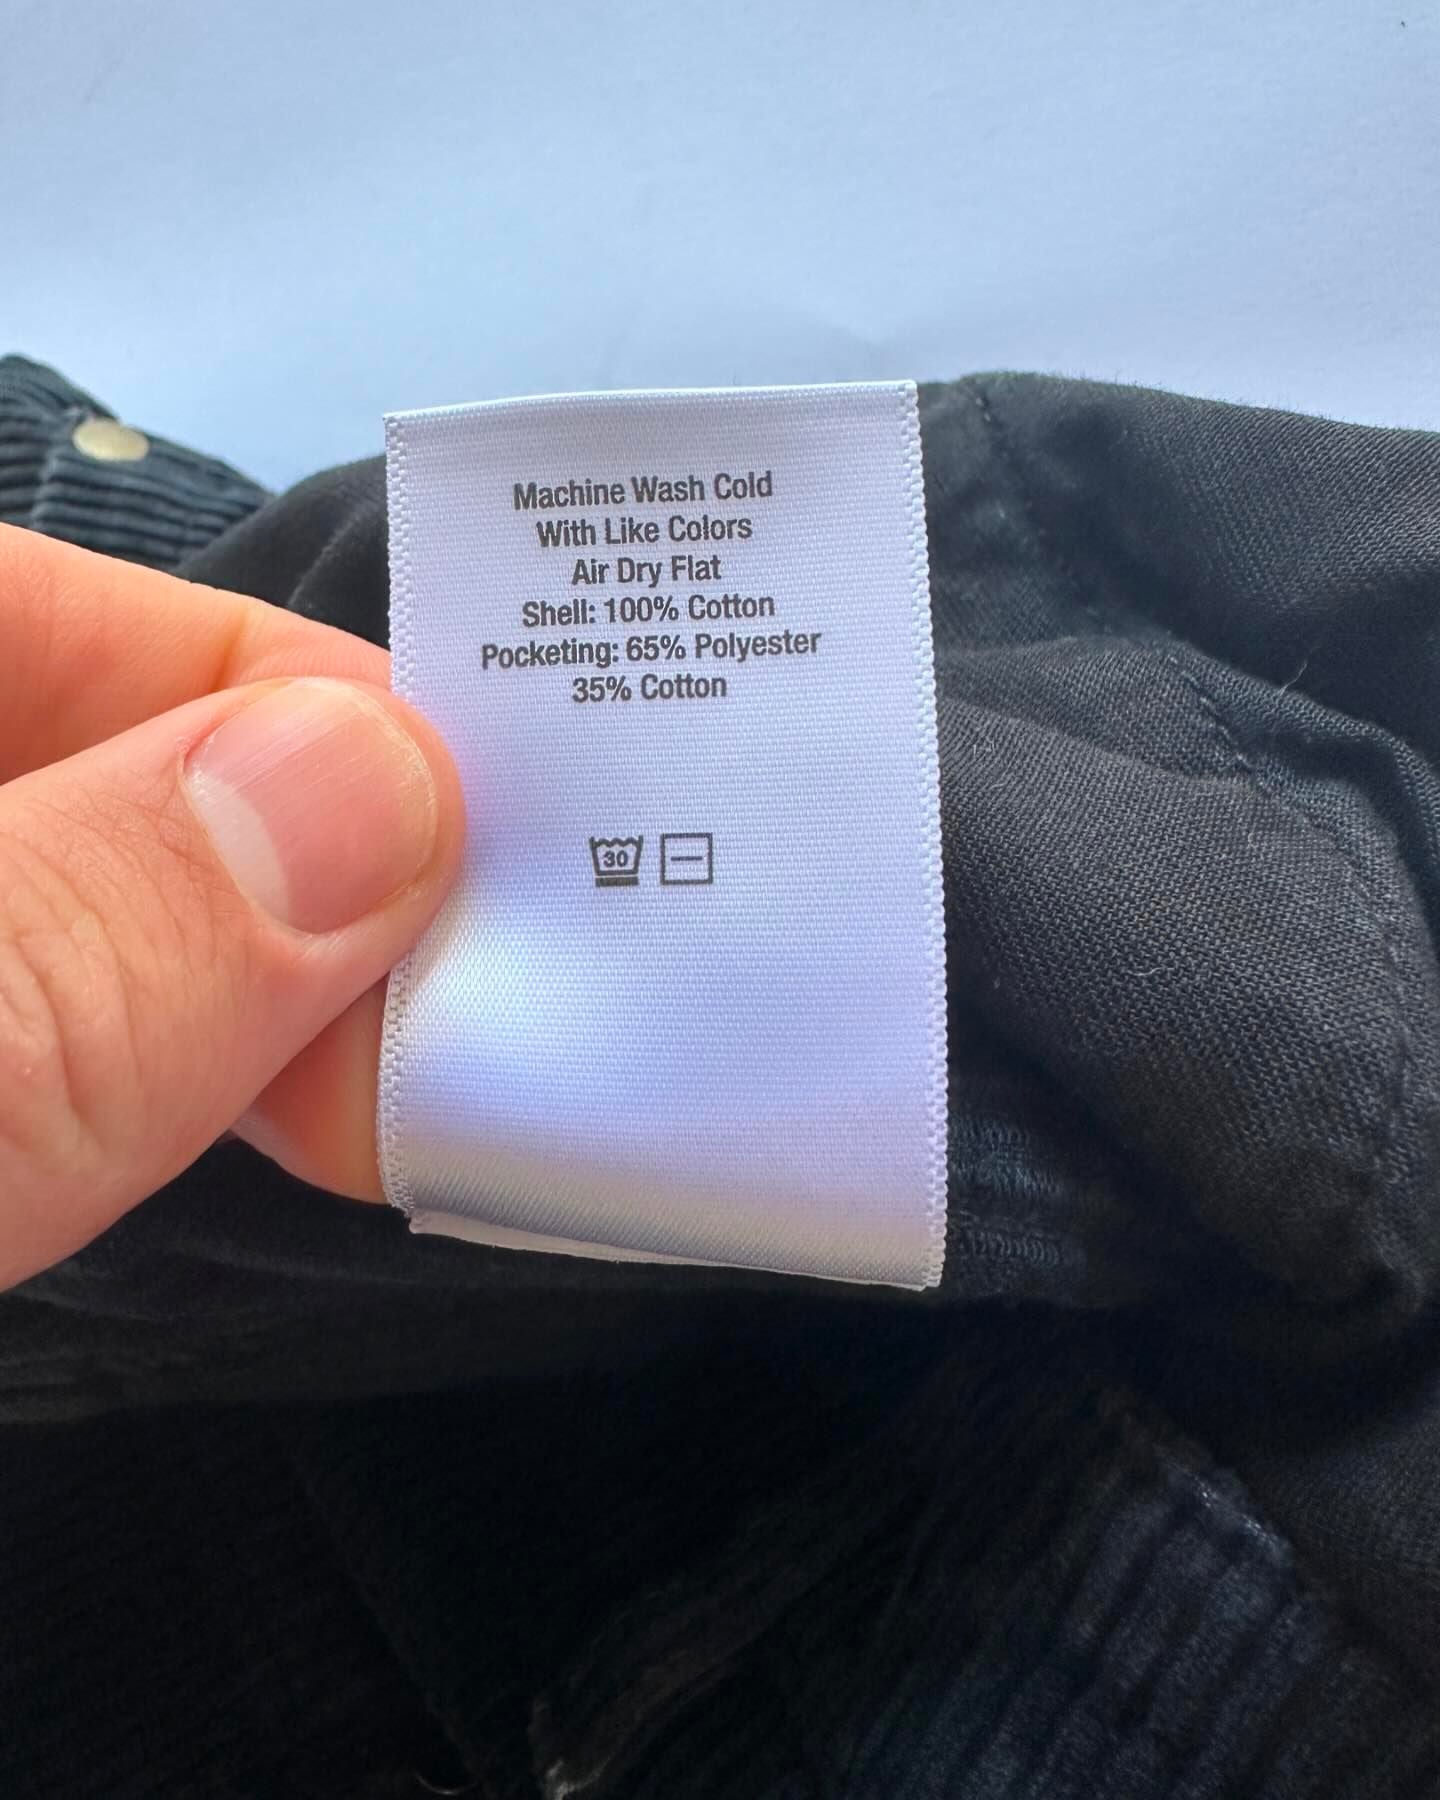 Machine Wash Cold
With Like Colors
Air Dry Flat
Shell: 100% Cotton
Pocketing: 65% Polyester
35% Cotton
30